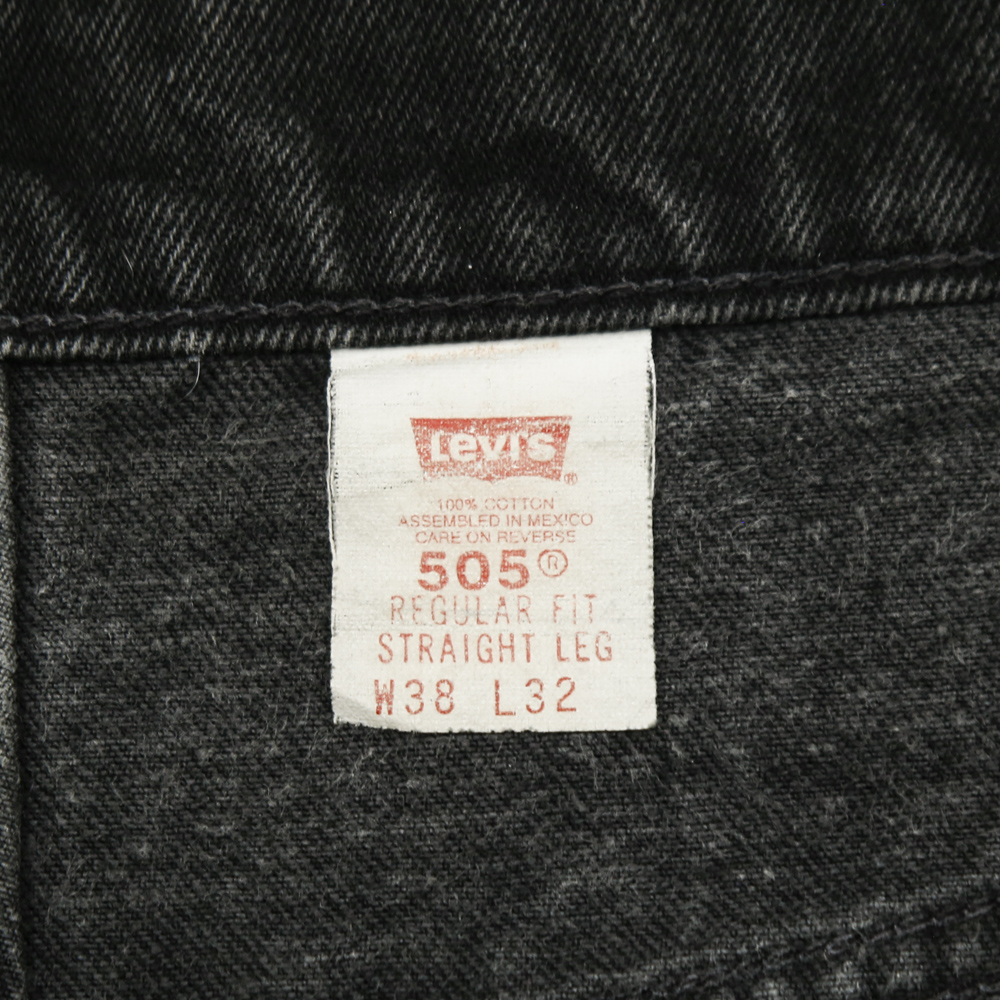 Levi's®
100% COTTON
ASSEMBLED IN MEXICO
CARE ON REVERSE
505®
REGULAR FIT
STRAIGHT LEG
W38 L32